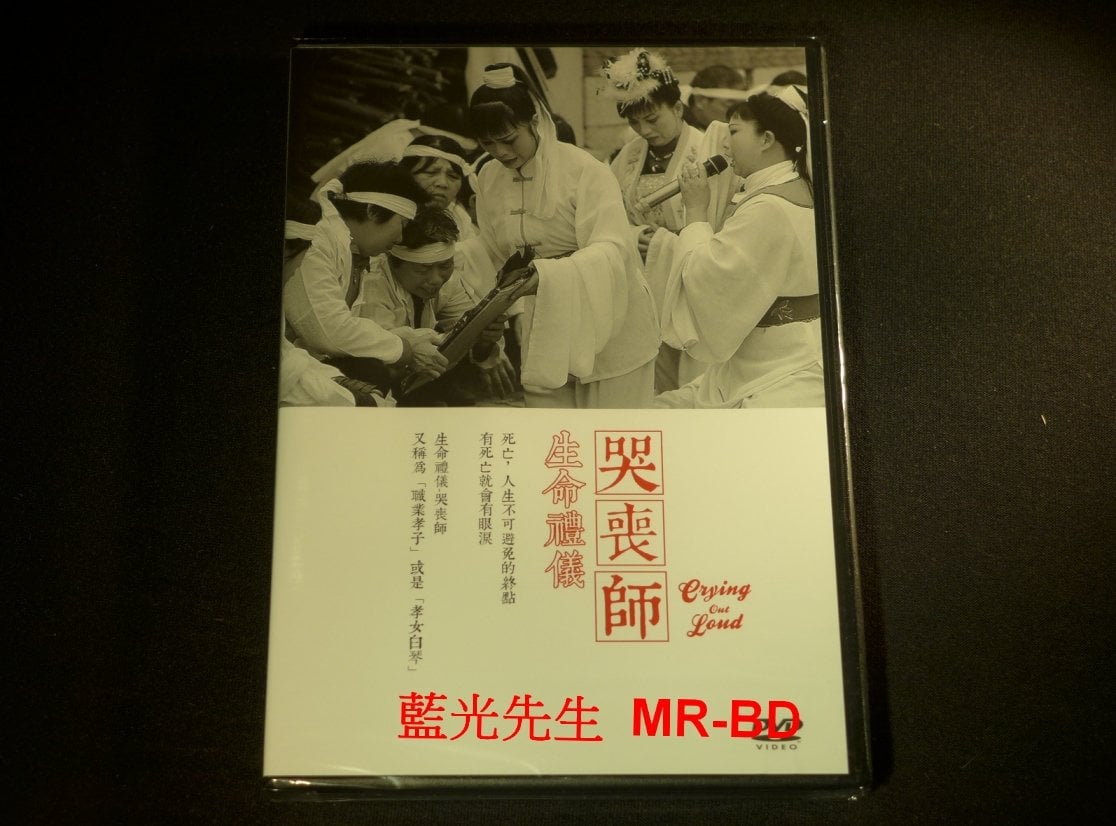 哭喪師
生命禮儀
Crying
Out
Loud
死亡，人生不可避免的終點
有死亡就會有眼淚
生命禮儀-哭喪師
又稱為「職業孝子」或是「孝女白琴」
藍光先生 MR-BD
DVD
VIDEO